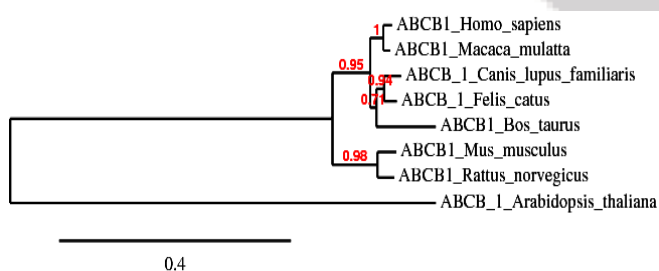 ABCB1_Homo_sapiens
1
ABCB1_Macaca_mulatta
0.95
ABCB_1_Canis_lupus_familiaris
0.94
ABCB_1_Felis_catus
0.71
ABCB1_Bos_taurus
ABCB1_Mus_musculus
0.98
ABCB1_Rattus_norvegicus
ABCB_1_Arabidopsis_thaliana
0.4